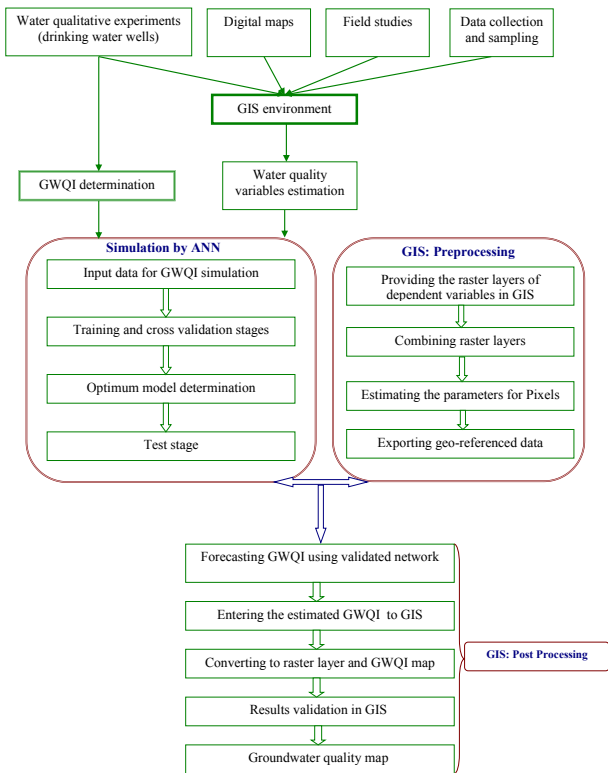 Water qualitative experiments
(drinking water wells)
Digital maps
Field studies
Data collection
and sampling
GIS environment
GWQI determination
Water quality
variables estimation
Simulation by ANN
Input data for GWQI simulation
Training and cross validation stages
Optimum model determination
Test stage
GIS: Preprocessing
Providing the raster layers of
dependent variables in GIS
Combining raster layers
Estimating the parameters for Pixels
Exporting geo-referenced data
Forecasting GWQI using validated network
Entering the estimated GWQI to GIS
Converting to raster layer and GWQI map
Results validation in GIS
Groundwater quality map
GIS: Post Processing